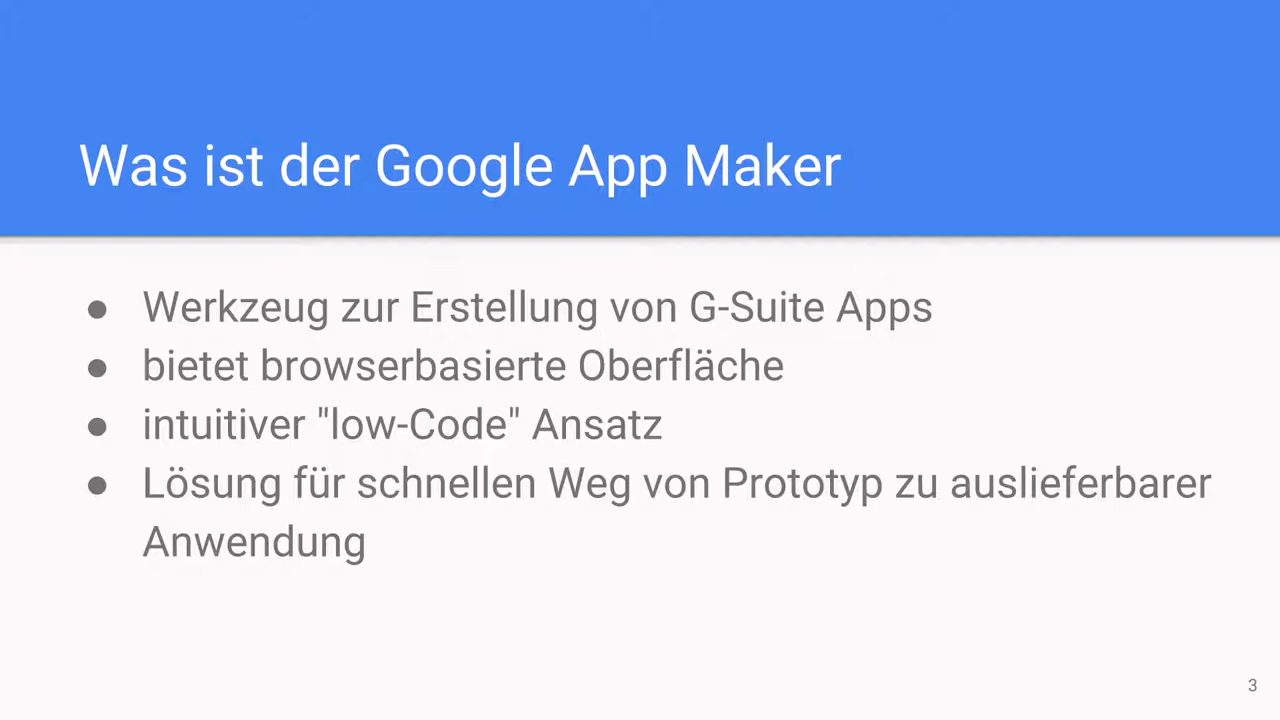 Was ist der Google App Maker
● Werkzeug zur Erstellung von G-Suite Apps
● bietet browserbasierte Oberfläche
● intuitiver "low-Code" Ansatz
● Lösung für schnellen Weg von Prototyp zu auslieferbarer
Anwendung
3